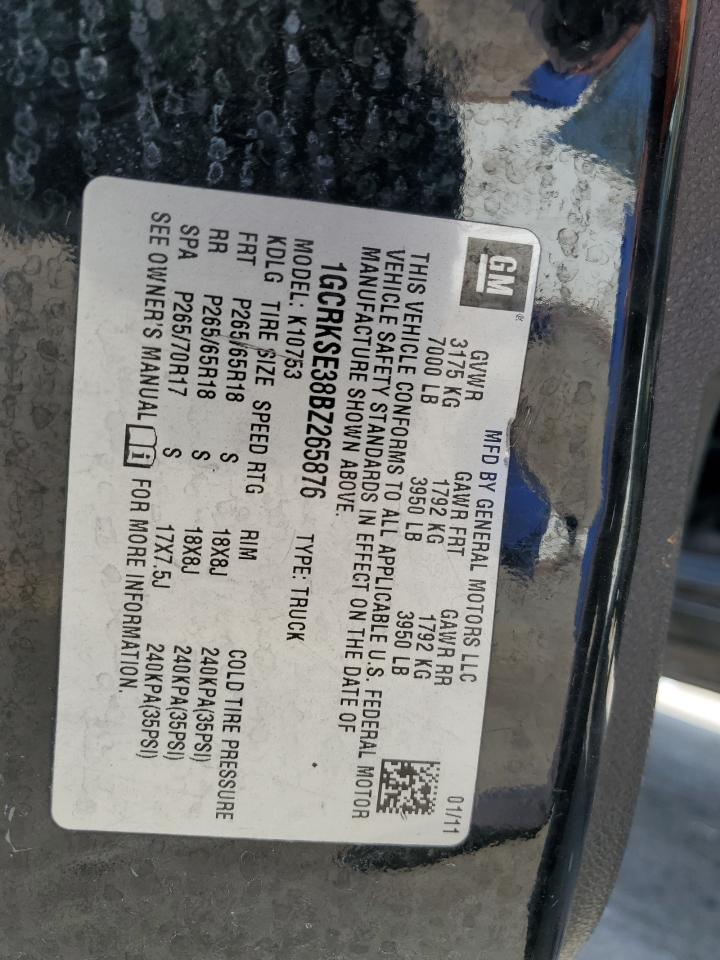 GM®
MFD BY GENERAL MOTORS LLC 01/11
GVWR GAWR FRT GAWR RR
3175 KG 1792 KG 1792 KG
7000 LB 3950 LB 3950 LB
THIS VEHICLE CONFORMS TO ALL APPLICABLE U.S. FEDERAL MOTOR
VEHICLE SAFETY STANDARDS IN EFFECT ON THE DATE OF
MANUFACTURE SHOWN ABOVE.
1GCRKSE38BZ265876
MODEL: K10753 TYPE: TRUCK
KDLG TIRE SIZE SPEED RTG RIM COLD TIRE PRESSURE
FRT P265/65R18 S 18X8J 240KPA(35PSI)
RR P265/65R18 S 18X8J 240KPA(35PSI)
SPA P265/70R17 S 17X7.5J 240KPA(35PSI)
SEE OWNER'S MANUAL i FOR MORE INFORMATION.